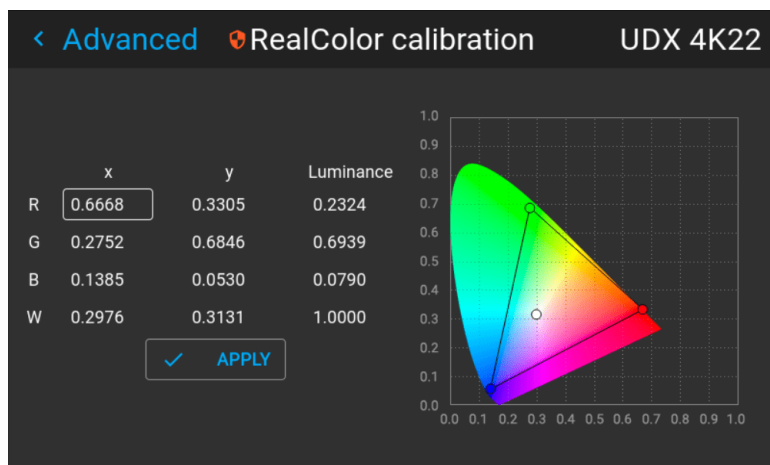 < Advanced RealColor calibration UDX 4K22
x y Luminance
R 0.6668 0.3305 0.2324
G 0.2752 0.6846 0.6939
B 0.1385 0.0530 0.0790
W 0.2976 0.3131 1.0000
APPLY
1.0
0.9
0.8
0.7
0.6
0.5
0.4
0.3
0.2
0.1
0.0
0.0 0.1 0.2 0.3 0.4 0.5 0.6 0.7 0.8 0.9 1.0